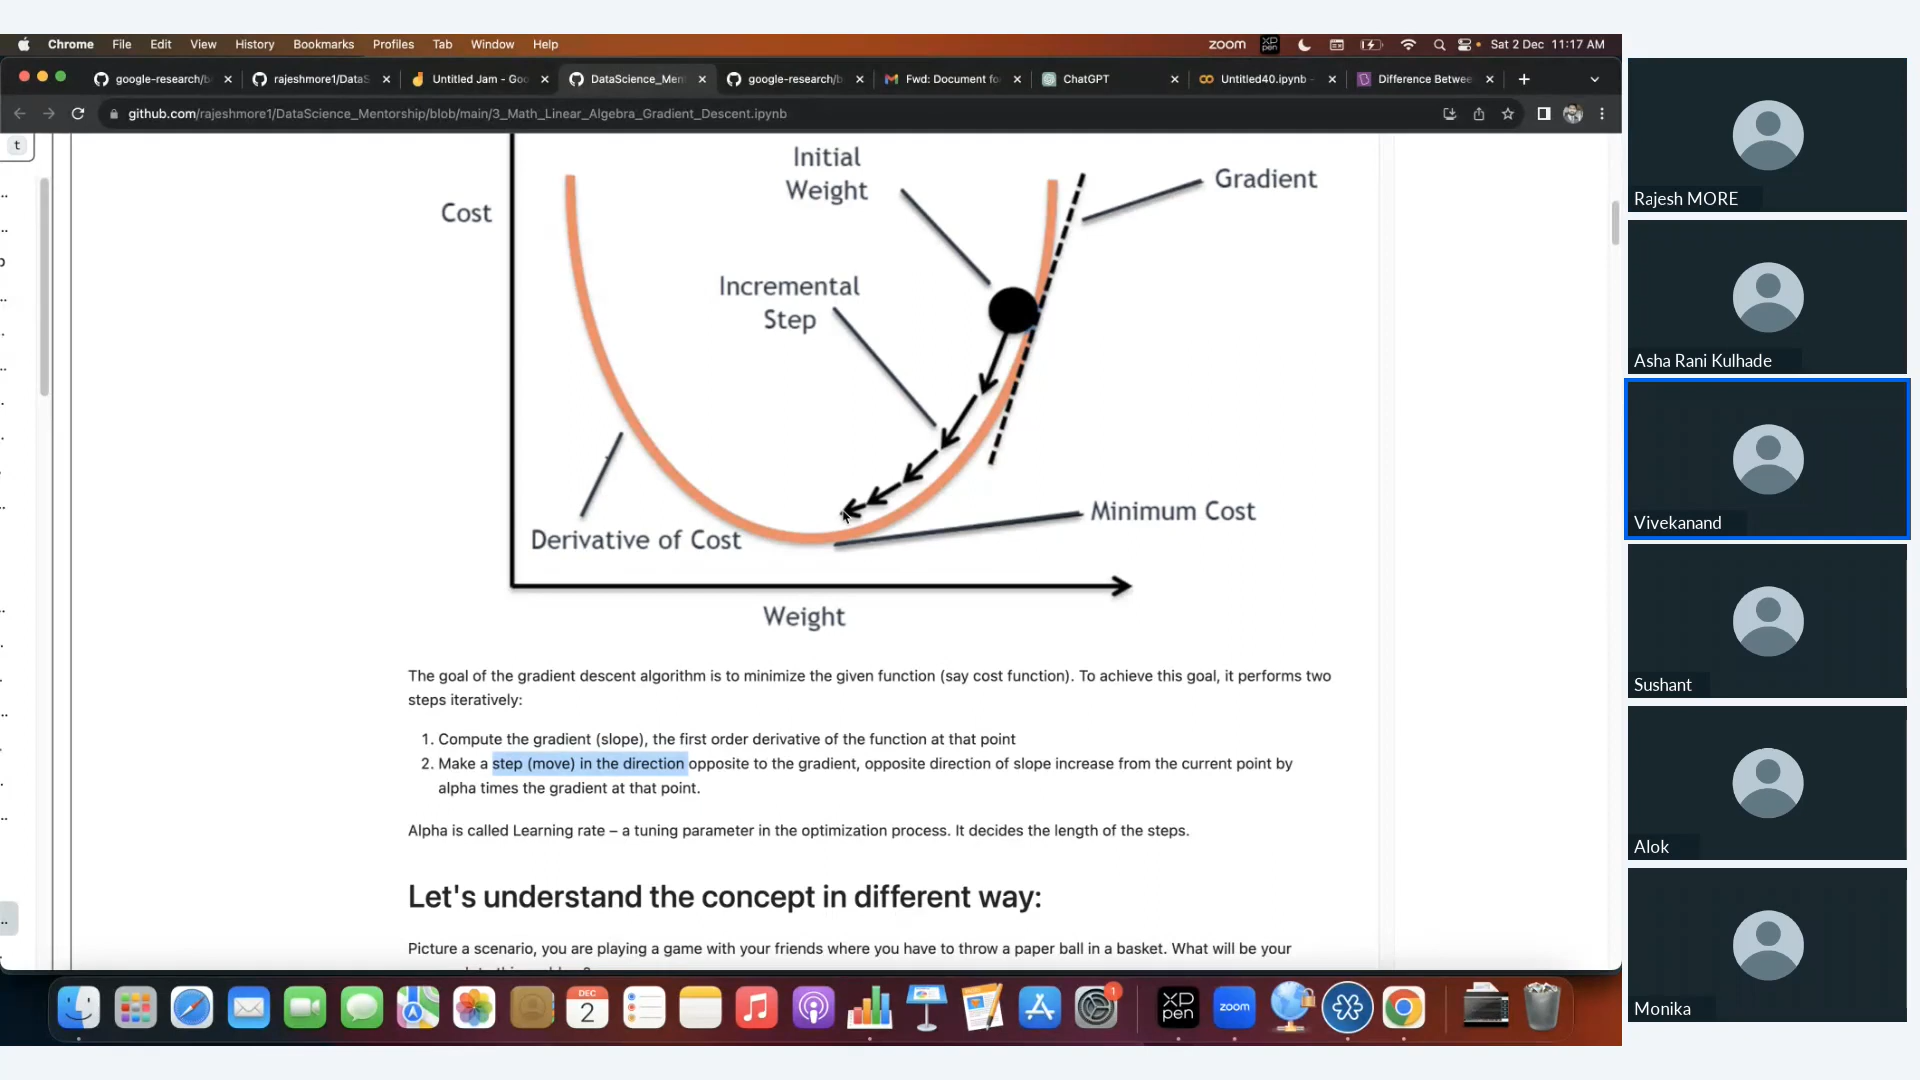 Chrome File Edit View History Bookmarks Profiles Tab Window Help zoom XP pen Sat 2 Dec 11:17 AM
google-research/b rajeshmore1/DataS Untitled Jam - Goo DataScience_Men google-research/b Fwd: Document fo ChatGPT Untitled40.ipynb - Difference Betwee
github.com/rajeshmore1/DataScience_Mentorship/blob/main/3_Math_Linear_Algebra_Gradient_Descent.ipynb
t
Initial
Weight
Gradient
Cost
Incremental
Step
Minimum Cost
Derivative of Cost
Weight
The goal of the gradient descent algorithm is to minimize the given function (say cost function). To achieve this goal, it performs two
steps iteratively:
1. Compute the gradient (slope), the first order derivative of the function at that point
2. Make a step (move) in the direction opposite to the gradient, opposite direction of slope increase from the current point by
alpha times the gradient at that point.
Alpha is called Learning rate – a tuning parameter in the optimization process. It decides the length of the steps.
Let's understand the concept in different way:
Picture a scenario, you are playing a game with your friends where you have to throw a paper ball in a basket. What will be your
DEC
2
1
XP
pen
zoom
Rajesh MORE
Asha Rani Kulhade
Vivekanand
Sushant
Alok
Monika